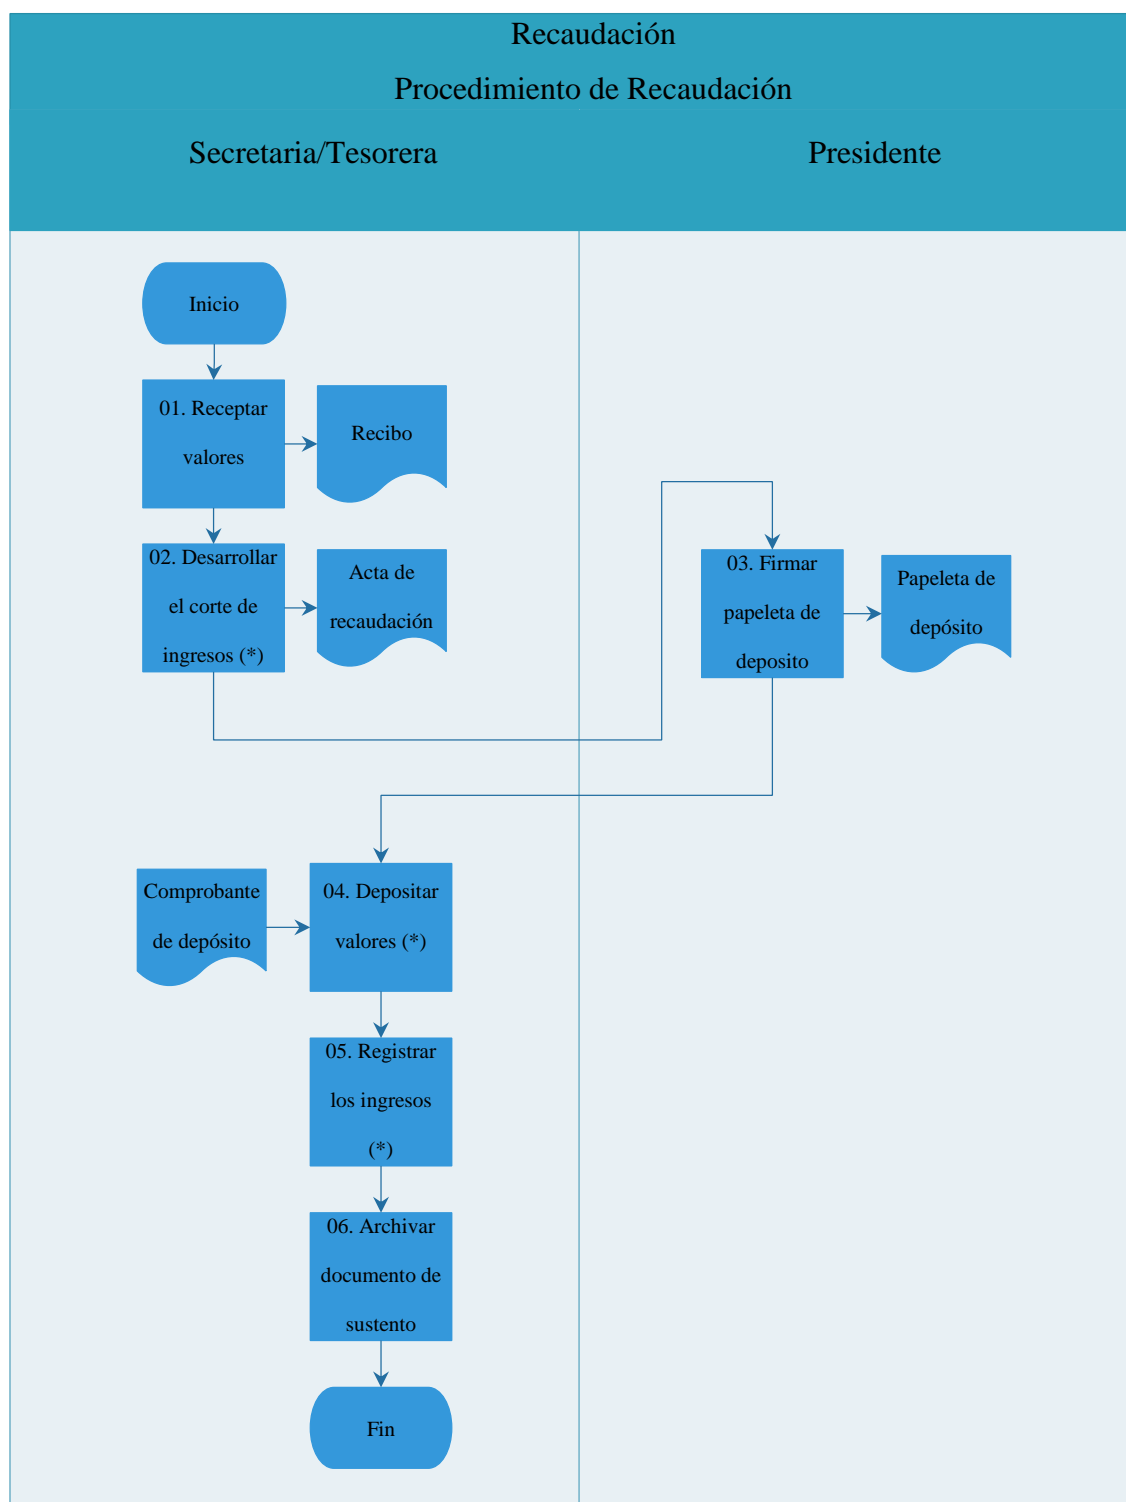 Recaudación
Procedimiento de Recaudación
Secretaria/Tesorera
Presidente
Inicio
01. Receptar
valores
Recibo
02. Desarrollar
el corte de
ingresos (*)
Acta de
recaudación
03. Firmar
papeleta de
deposito
Papeleta de
depósito
Comprobante
de depósito
04. Depositar
valores (*)
05. Registrar
los ingresos
(*)
06. Archivar
documento de
sustento
Fin